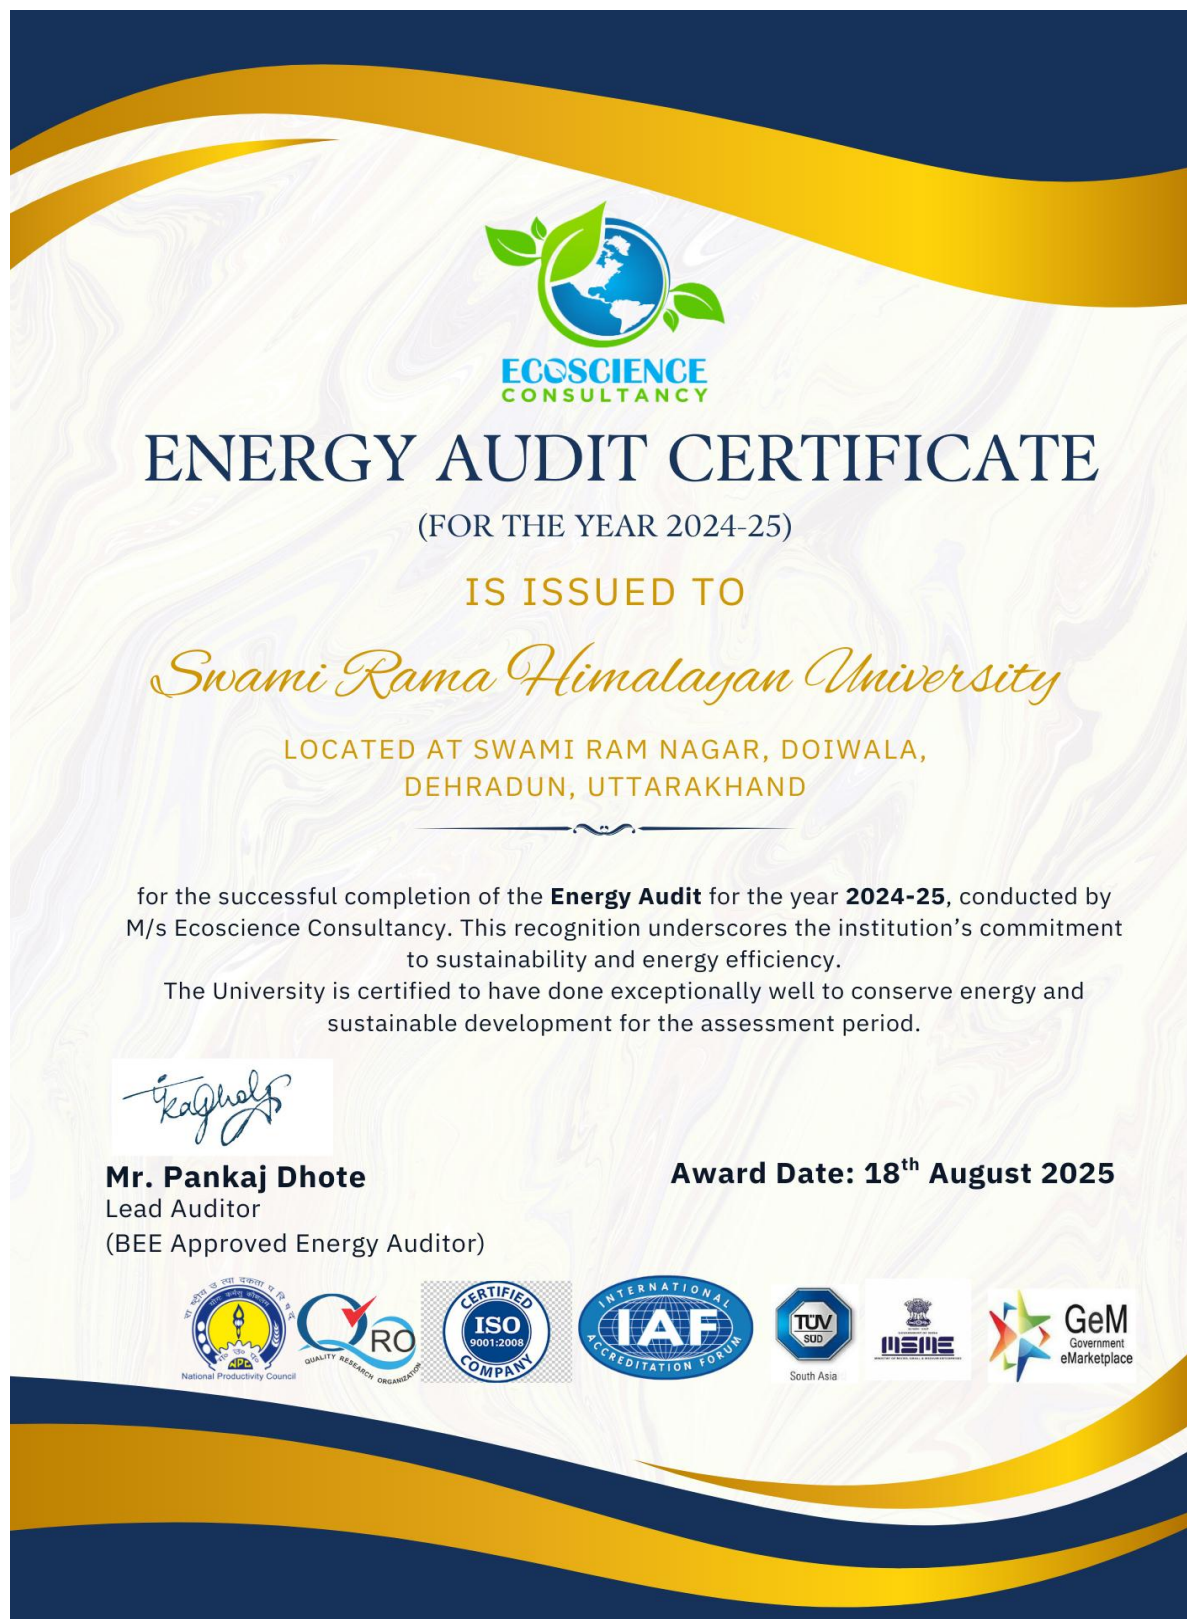 ECOSCIENCE
CONSULTANCY
ENERGY AUDIT CERTIFICATE
(FOR THE YEAR 2024-25)
IS ISSUED TO
Swami Rama Himalayan University
LOCATED AT SWAMI RAM NAGAR, DOIWALA,
DEHRADUN, UTTARAKHAND
for the successful completion of the Energy Audit for the year 2024-25, conducted by
M/s Ecoscience Consultancy. This recognition underscores the institution’s commitment
to sustainability and energy efficiency.
The University is certified to have done exceptionally well to conserve energy and
sustainable development for the assessment period.
Mr. Pankaj Dhote
Lead Auditor
(BEE Approved Energy Auditor)
Award Date: 18th August 2025
National Productivity Council
QRO
QUALITY RESEARCH ORGANIZATION
CERTIFIED
ISO
9001:2008
COMPANY
INTERNATIONAL
IAF
ACCREDITATION FORUM
TÜV
SÜD
South Asia
MSME
GeM
Government
eMarketplace